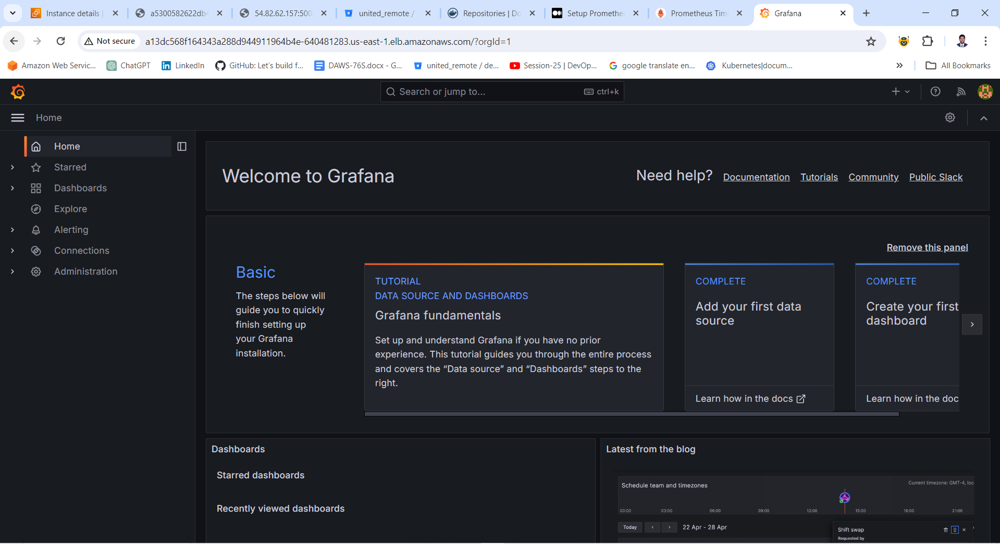 Instance details |
a5300582622db4
54.82.62.157:500
united_remote /
Repositories | Do
Setup Promethe
Prometheus Tim
Grafana
Not secure
a13dc568f164343a288d944911964b4e-640481283.us-east-1.elb.amazonaws.com/?orgId=1
Amazon Web Servic...
ChatGPT
LinkedIn
GitHub: Let's build f...
DAWS-76S.docx - G...
united_remote / de...
Session-25 | DevOp...
google translate en...
Kubernetes|docum...
All Bookmarks
Search or jump to...
ctrl+k
Home
Home
Starred
Dashboards
Explore
Alerting
Connections
Administration
Welcome to Grafana
Need help?
Documentation
Tutorials
Community
Public Slack
Remove this panel
Basic
The steps below will
guide you to quickly
finish setting up
your Grafana
installation.
TUTORIAL
DATA SOURCE AND DASHBOARDS
Grafana fundamentals
Set up and understand Grafana if you have no prior
experience. This tutorial guides you through the entire process
and covers the “Data source” and “Dashboards” steps to the
right.
COMPLETE
Add your first data
source
Learn how in the docs
COMPLETE
Create your first
dashboard
Learn how in the doc
Dashboards
Starred dashboards
Recently viewed dashboards
Latest from the blog
Schedule team and timezones
Current timezone: GMT-4, loc
00:00
03:00
06:00
09:00
12:00
15:00
18:00
21:00
Today
22 Apr - 28 Apr
Shift swap
Requested by